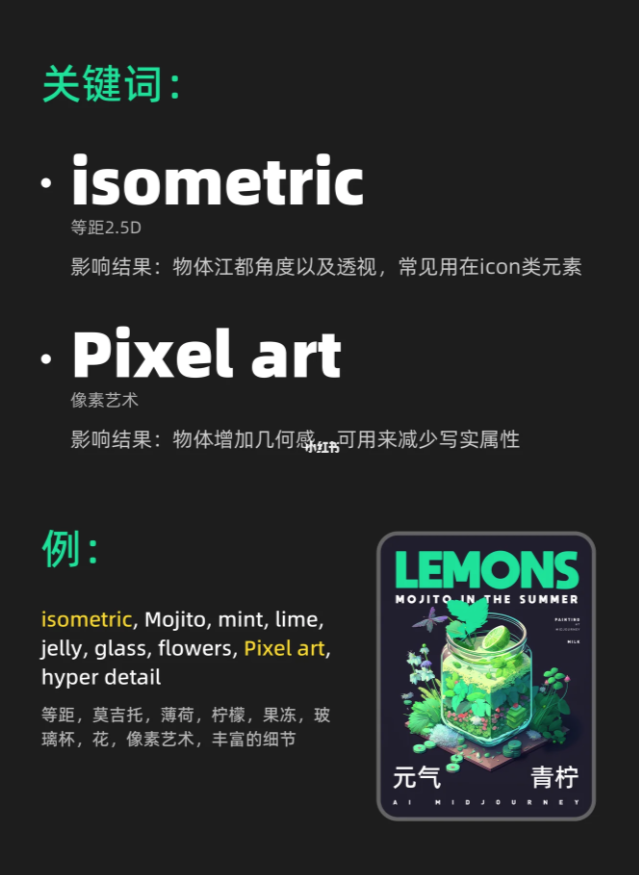 关键词：
• isometric
等距2.5D
影响结果：物体江都角度以及透视，常见用在icon类元素
• Pixel art
像素艺术
影响结果：物体增加几何感，可用来减少写实属性
小红书
例：
isometric, Mojito, mint, lime,
jelly, glass, flowers, Pixel art,
hyper detail
等距，莫吉托，薄荷，柠檬，果冻，玻
璃杯，花，像素艺术，丰富的细节
LEMONS
MOJITO IN THE SUMMER
PAINTING
BY
MIDJOURNEY
MILK
元气 青柠
AI MIDJOURNEY